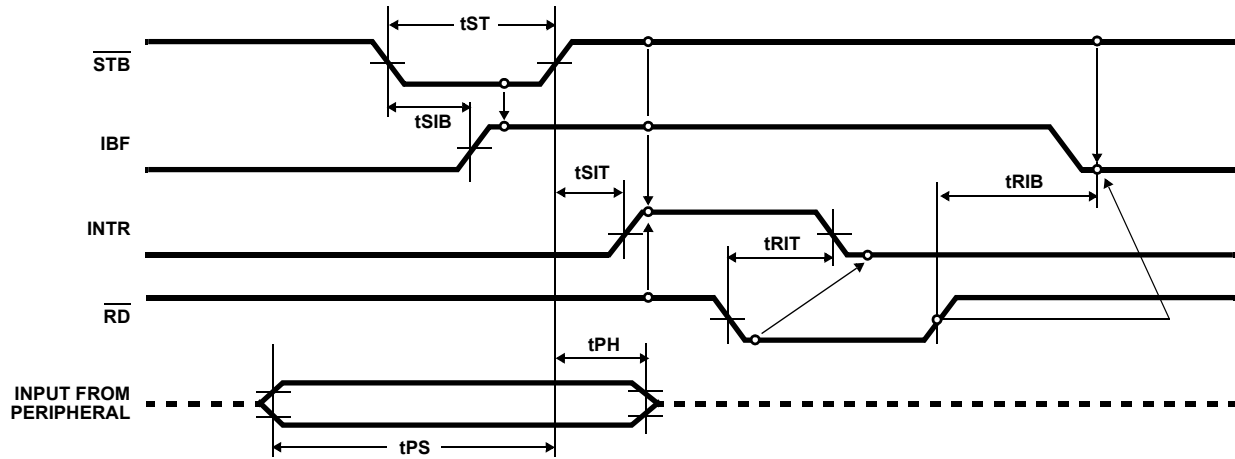 tST
STB
tSIB
IBF
tSIT
tRIB
INTR
tRIT
RD
tPH
INPUT FROM
PERIPHERAL
tPS